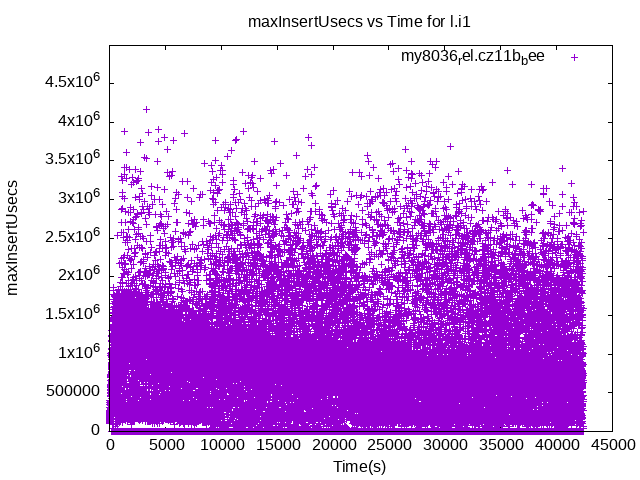 maxInsertUsecs vs Time for l.i1
my8036rel.cz11bbee
4.5x10^6
4x10^6
3.5x10^6
3x10^6
2.5x10^6
2x10^6
1.5x10^6
1x10^6
500000
0
maxInsertUsecs
0 5000 10000 15000 20000 25000 30000 35000 40000 45000
Time(s)